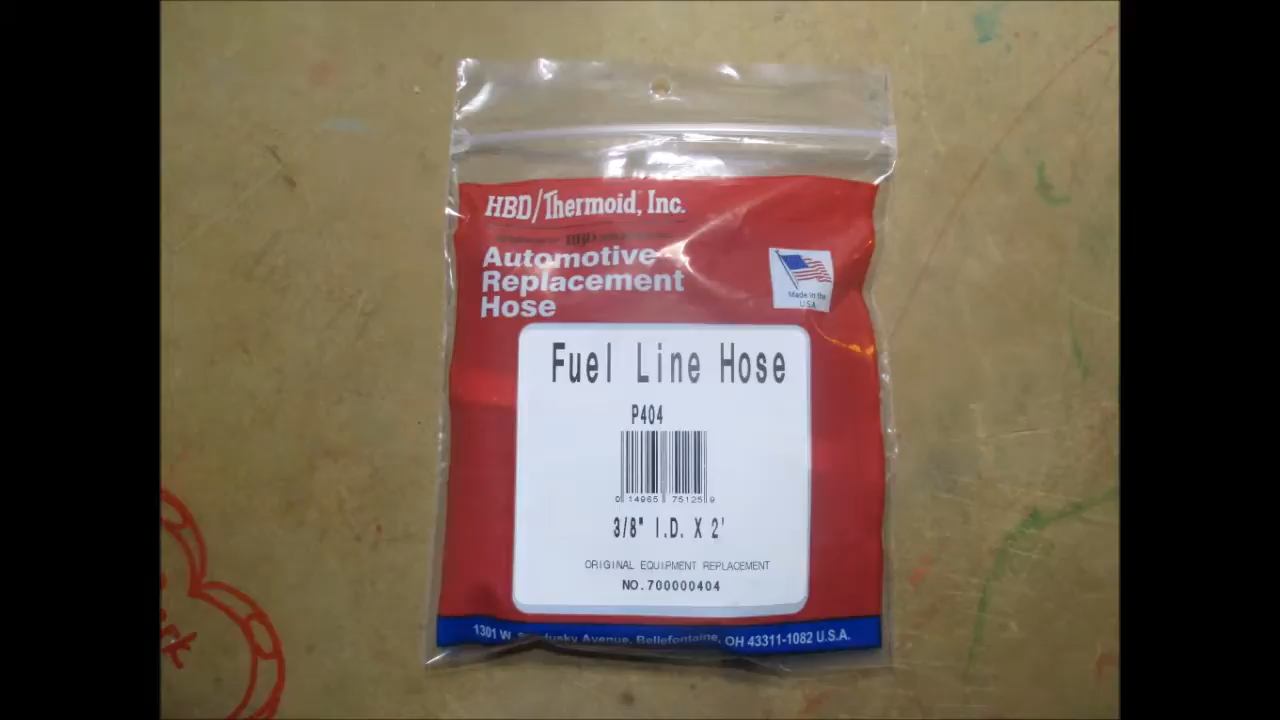 HBD/Thermoid, Inc.
Automotive
Replacement
Hose
Made in the
USA
Fuel Line Hose
P404
0 14965 75125 9
3/8" I.D. X 2'
ORIGINAL EQUIPMENT REPLACEMENT
NO.700000404
1301 W. Avenue, Bellefontaine, OH 43311-1082 U.S.A.